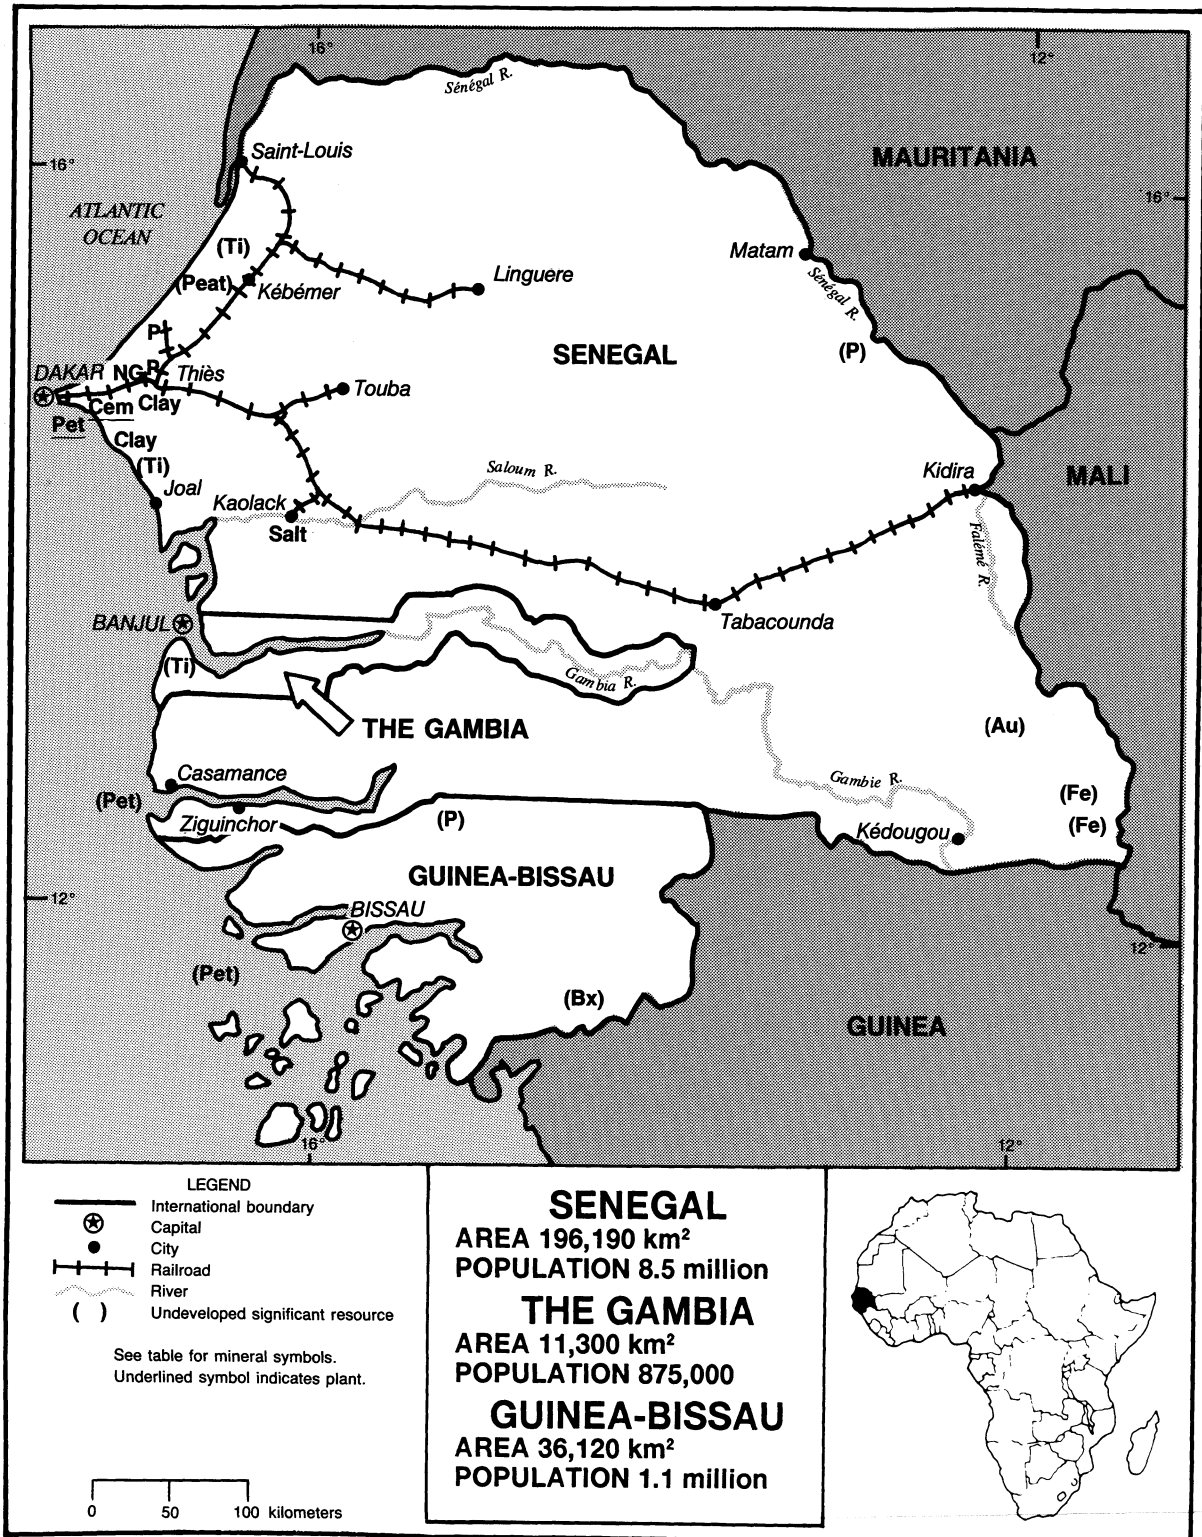 16°
12°
Sénégal R.
Saint-Louis
16°
MAURITANIA
16°
ATLANTIC
OCEAN
(Ti)
Matam
Sénégal R.
(Peat)
Kébémer
Linguere
P
SENEGAL
(P)
DAKAR
NG
P
Thiès
Touba
Cem
Clay
Pet
Clay
(Ti)
Saloum R.
Kidira
MALI
Joal
Kaolack
Salt
Falémé R.
BANJUL
Tabacounda
(Ti)
Gambia R.
THE GAMBIA
(Au)
Casamance
Gambie R.
(Pet)
(Fe)
Ziguinchor
(P)
Kédougou
(Fe)
GUINEA-BISSAU
12°
BISSAU
12°
(Pet)
(Bx)
GUINEA
16°
12°
LEGEND
International boundary
Capital
City
Railroad
River
( ) Undeveloped significant resource
See table for mineral symbols.
Underlined symbol indicates plant.
0 50 100 kilometers
SENEGAL
AREA 196,190 km²
POPULATION 8.5 million
THE GAMBIA
AREA 11,300 km²
POPULATION 875,000
GUINEA-BISSAU
AREA 36,120 km²
POPULATION 1.1 million